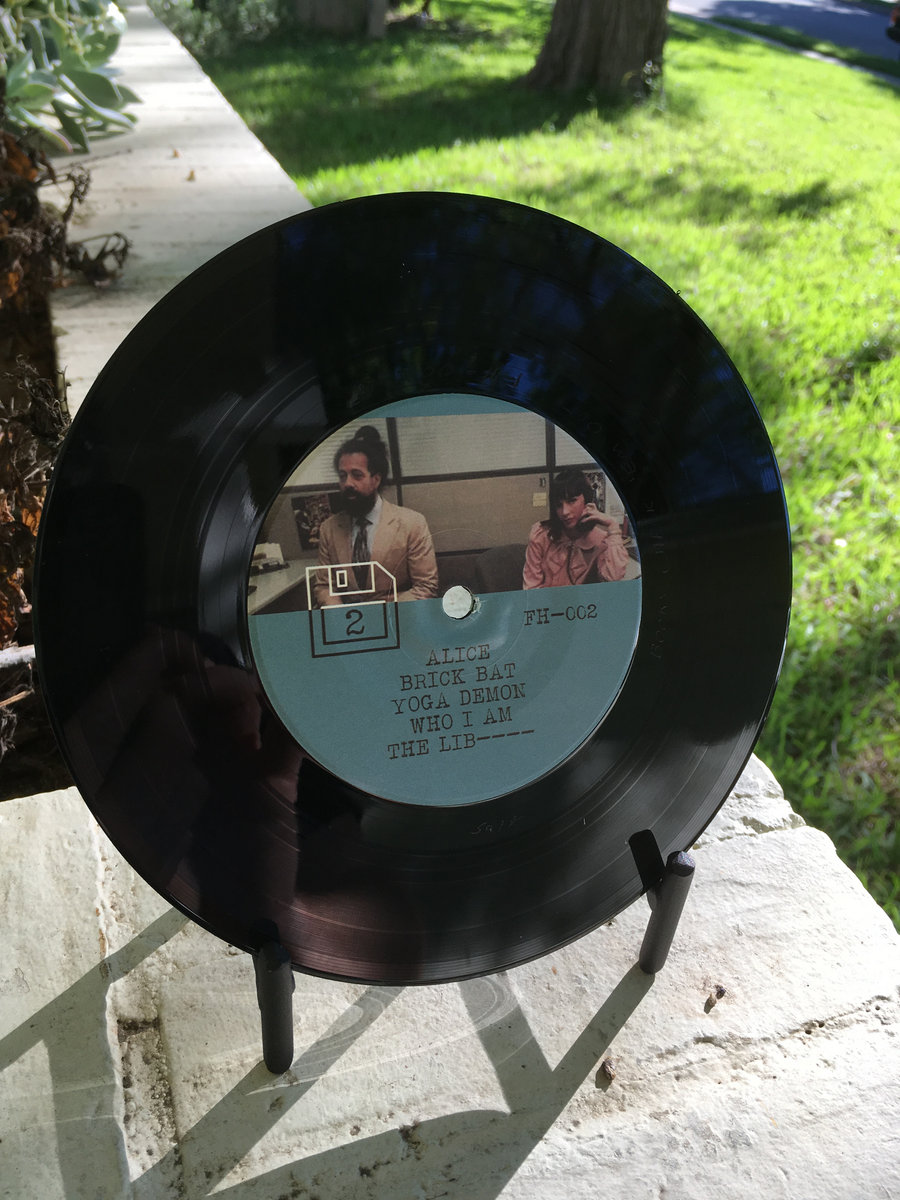 2
FH-002
ALICE
BRICK BAT
YOGA DEMON
WHO I AM
THE LIB----